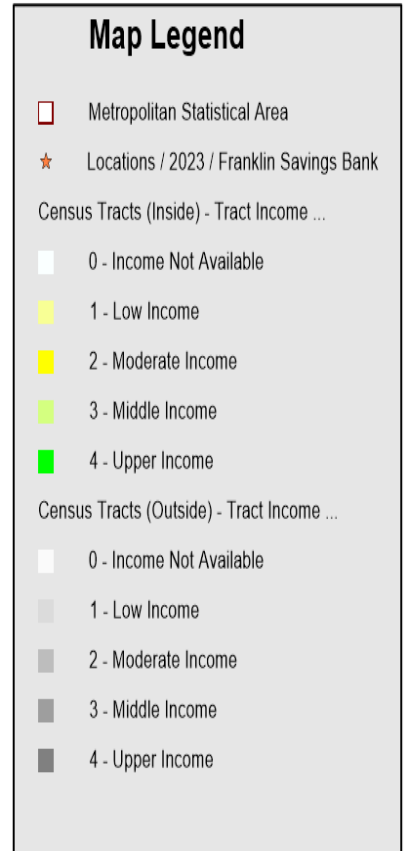 Map Legend
Metropolitan Statistical Area
Locations / 2023 / Franklin Savings Bank
Census Tracts (Inside) - Tract Income ...
0 - Income Not Available
1 - Low Income
2 - Moderate Income
3 - Middle Income
4 - Upper Income
Census Tracts (Outside) - Tract Income ...
0 - Income Not Available
1 - Low Income
2 - Moderate Income
3 - Middle Income
4 - Upper Income